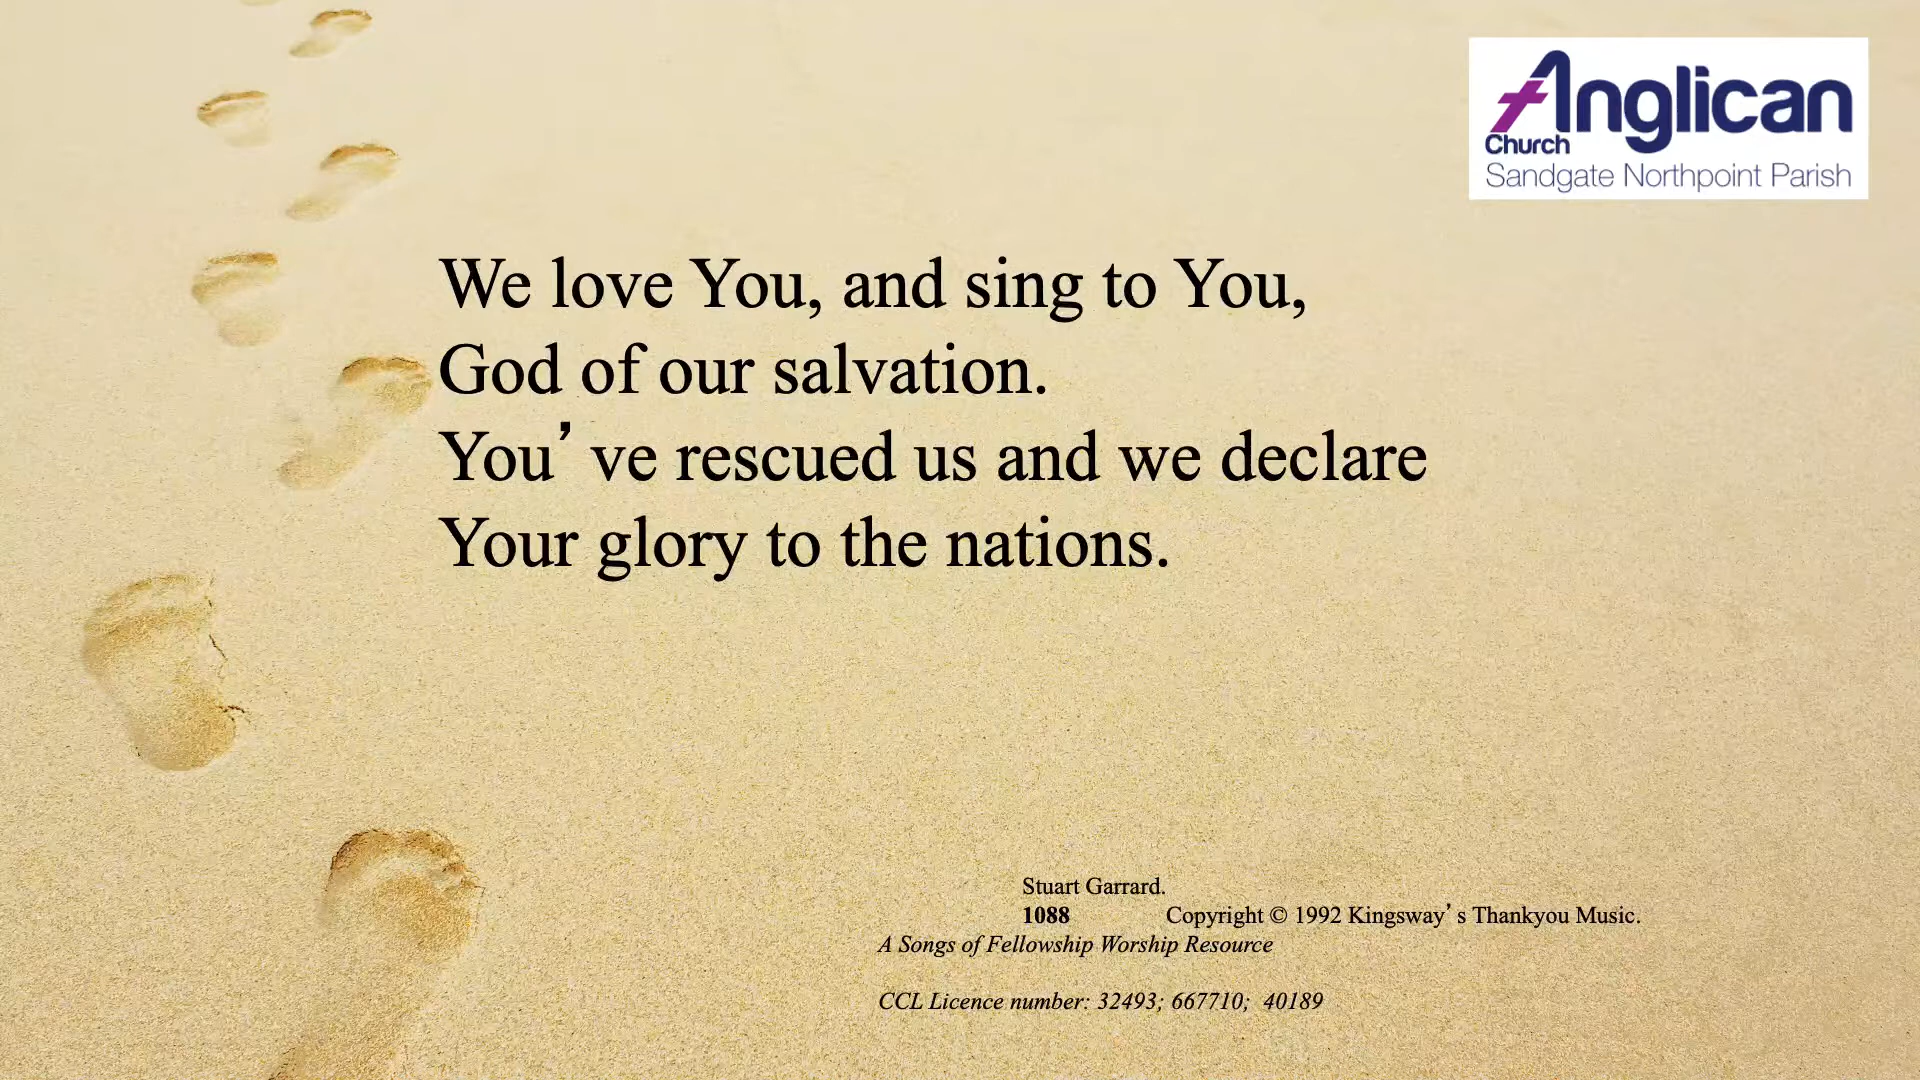 Anglican
Church
Sandgate Northpoint Parish
We love You, and sing to You,
God of our salvation.
You’ve rescued us and we declare
Your glory to the nations.
Stuart Garrard.
1088 Copyright © 1992 Kingsway’s Thankyou Music.
A Songs of Fellowship Worship Resource
CCL Licence number: 32493; 667710; 40189